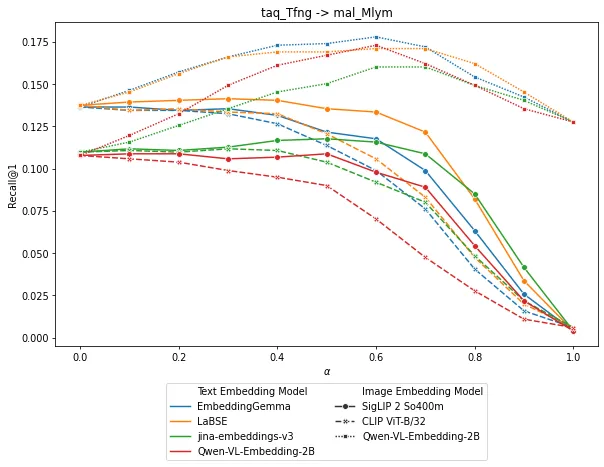 taq_Tfng -> mal_Mlym
Recall@1
0.175
0.150
0.125
0.100
0.075
0.050
0.025
0.000
0.0 0.2 0.4 0.6 0.8 1.0
α
Text Embedding Model Image Embedding Model
EmbeddingGemma SigLIP 2 So400m
LaBSE CLIP ViT-B/32
jina-embeddings-v3 Qwen-VL-Embedding-2B
Qwen-VL-Embedding-2B